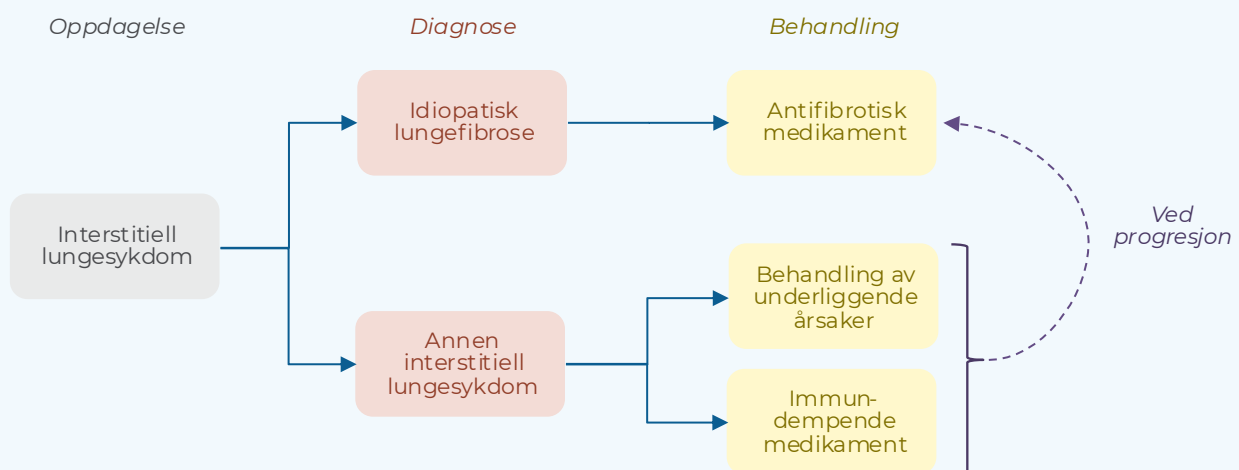 Oppdagelse
Diagnose
Behandling
Idiopatisk
lungefibrose
Antifibrotisk
medikament
Interstitiell
lungesykdom
Ved
progresjon
Behandling av
underliggende
årsaker
Annen
interstitiell
lungesykdom
Immun-
dempende
medikament